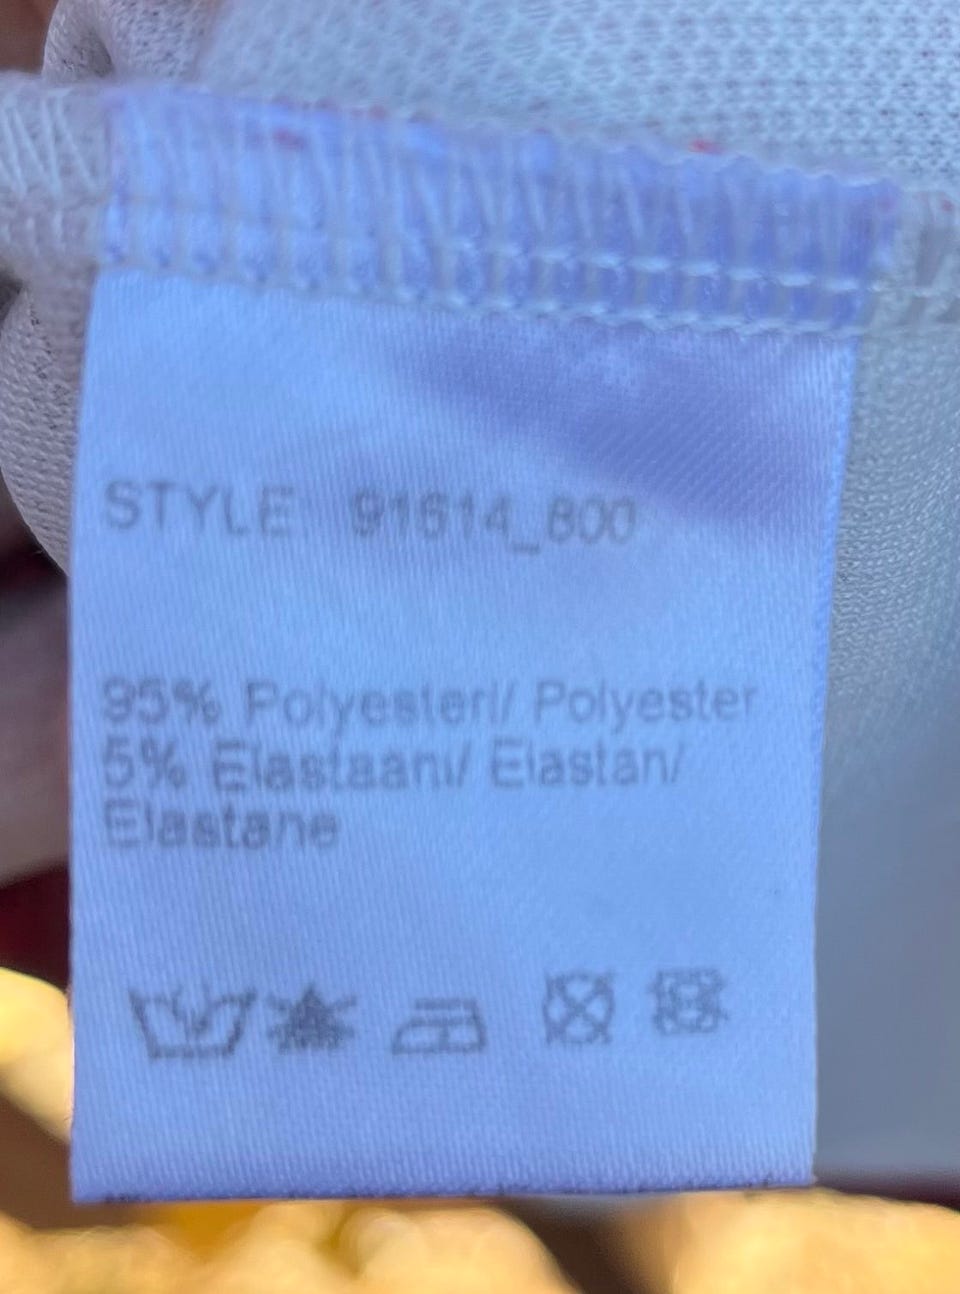 STYLE: 91614_800
95% Polyesteri/ Polyester
5% Elastaani/ Elastan/
Elastane